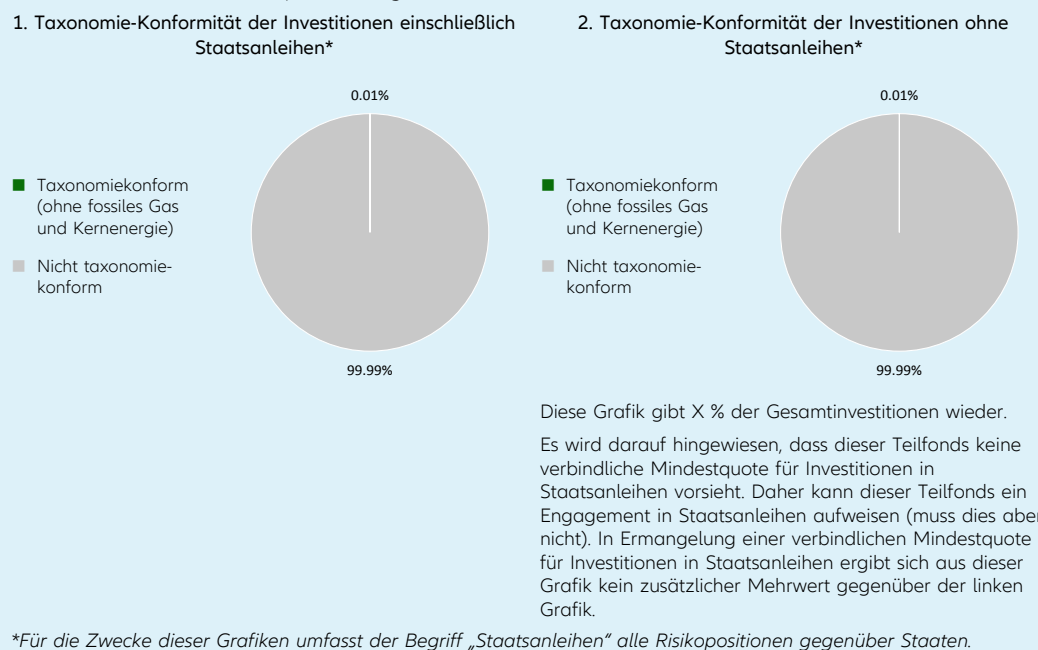 1. Taxonomie-Konformität der Investitionen einschließlich
Staatsanleihen*
0.01%
Taxonomiekonform
(ohne fossiles Gas
und Kernenergie)
Nicht taxonomie-
konform
99.99%
2. Taxonomie-Konformität der Investitionen ohne
Staatsanleihen*
0.01%
Taxonomiekonform
(ohne fossiles Gas
und Kernenergie)
Nicht taxonomie-
konform
99.99%
Diese Grafik gibt X % der Gesamtinvestitionen wieder.
Es wird darauf hingewiesen, dass dieser Teilfonds keine
verbindliche Mindestquote für Investitionen in
Staatsanleihen vorsieht. Daher kann dieser Teilfonds ein
Engagement in Staatsanleihen aufweisen (muss dies aber
nicht). In Ermangelung einer verbindlichen Mindestquote
für Investitionen in Staatsanleihen ergibt sich aus dieser
Grafik kein zusätzlicher Mehrwert gegenüber der linken
Grafik.
*Für die Zwecke dieser Grafiken umfasst der Begriff „Staatsanleihen“ alle Risikopositionen gegenüber Staaten.